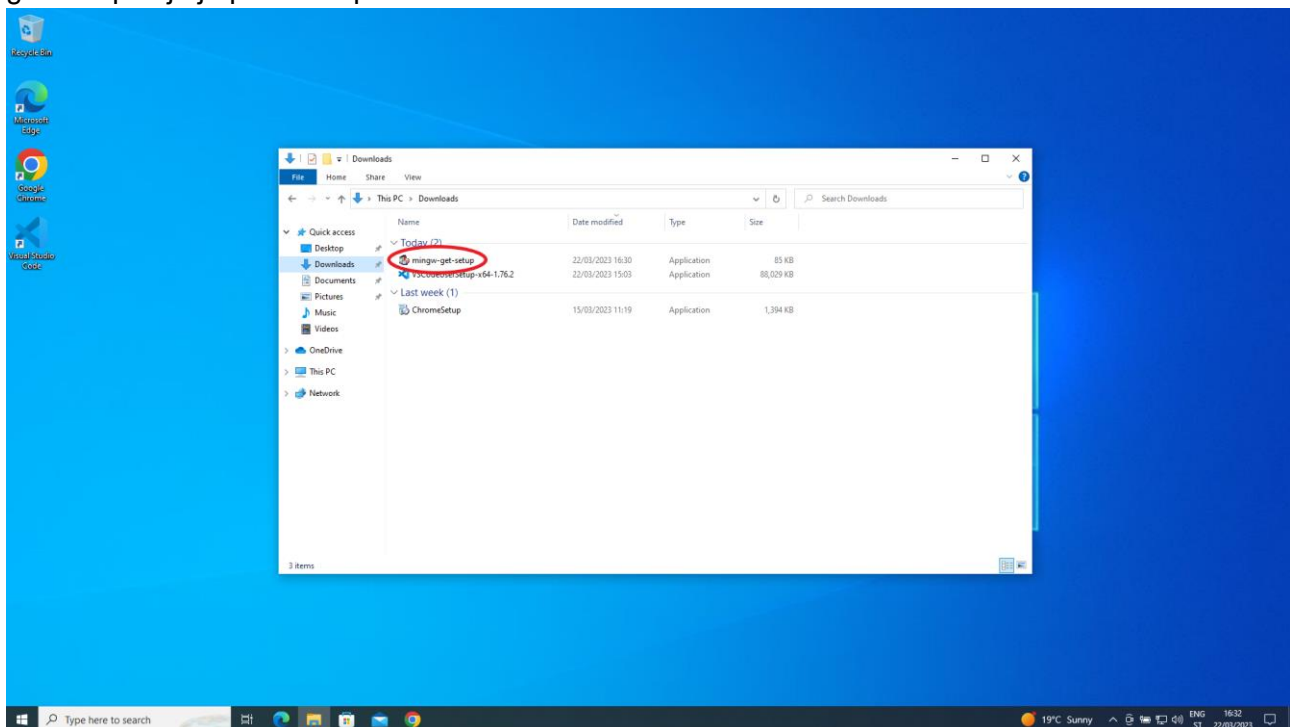 Recycle Bin
Microsoft
Edge
Google
Chrome
Visual Studio
Code
Downloads
File Home Share View
This PC > Downloads
Search Downloads
Name Date modified Type Size
Quick access
Desktop
Downloads
Documents
Pictures
Music
Videos
OneDrive
This PC
Network
Today (2)
mingw-get-setup 22/03/2023 16:30 Application 85 KB
VSCodeUserSetup-x64-1.76.2 22/03/2023 15:03 Application 88,029 KB
Last week (1)
ChromeSetup 15/03/2023 11:19 Application 1,394 KB
3 items
Type here to search
19°C Sunny
ENG
ST
16:32
22/03/2023